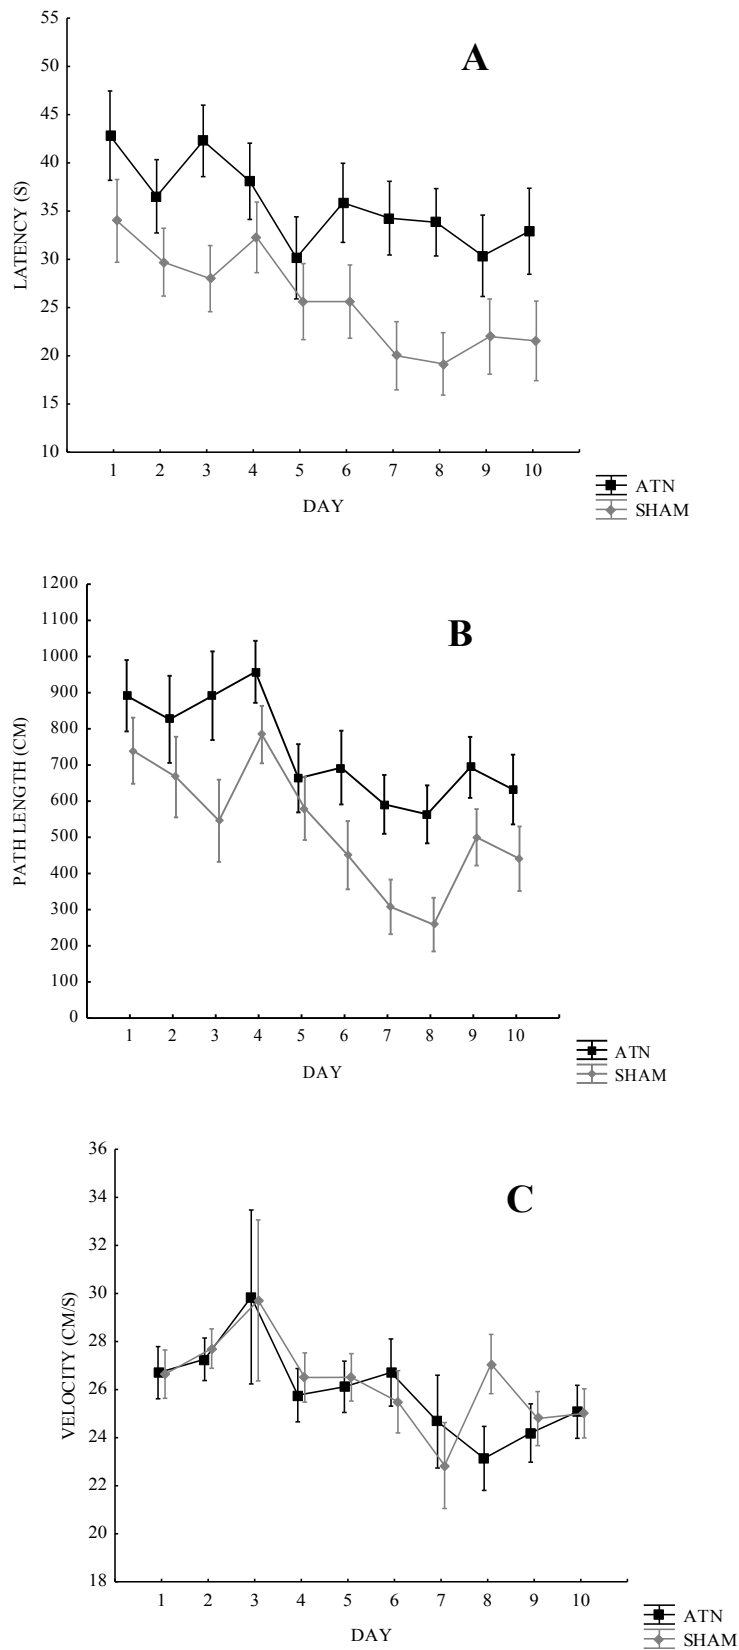 A
LATENCY (S)
55
50
45
40
35
30
25
20
15
10
1 2 3 4 5 6 7 8 9 10
DAY
ATN
SHAM
B
PATH LENGTH (CM)
1200
1100
1000
900
800
700
600
500
400
300
200
100
0
1 2 3 4 5 6 7 8 9 10
DAY
ATN
SHAM
C
VELOCITY (CM/S)
36
34
32
30
28
26
24
22
20
18
1 2 3 4 5 6 7 8 9 10
DAY
ATN
SHAM